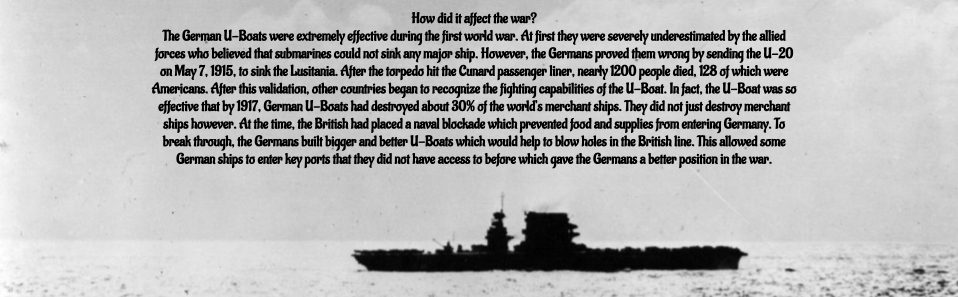 How did it affect the war?
The German U-Boats were extremely effective during the first world war. At first they were severely underestimated by the allied
forces who believed that submarines could not sink any major ship. However, the Germans proved them wrong by sending the U-20
on May 7, 1915, to sink the Lusitania. After the torpedo hit the Cunard passenger liner, nearly 1200 people died, 128 of which were
Americans. After this validation, other countries began to recognize the fighting capabilities of the U-Boat. In fact, the U-Boat was so
effective that by 1917, German U-Boats had destroyed about 30% of the world's merchant ships. They did not just destroy merchant
ships however. At the time, the British had placed a naval blockade which prevented food and supplies from entering Germany. To
break through, the Germans built bigger and better U-Boats which would help to blow holes in the British line. This allowed some
German ships to enter key ports that they did not have access to before which gave the Germans a better position in the war.